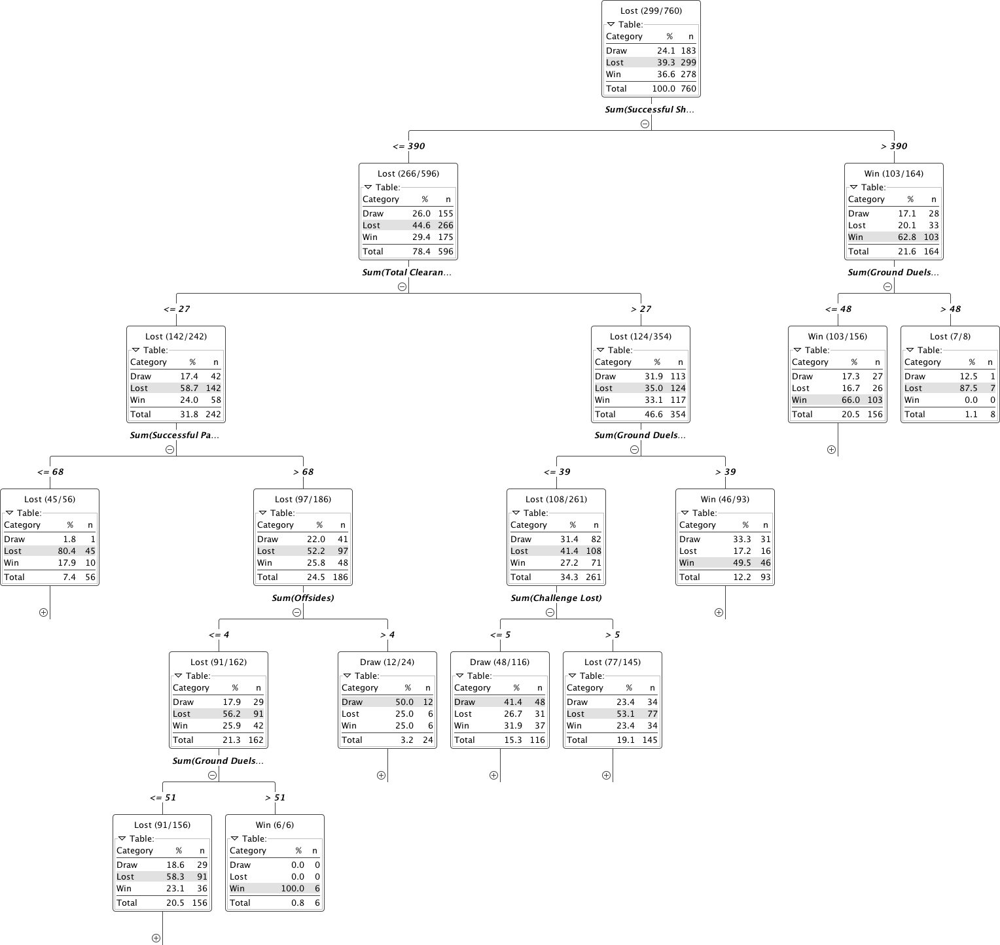 Lost (299/760)
Table:
Category % n
Draw 24.1 183
Lost 39.3 299
Win 36.6 278
Total 100.0 760
Sum(Successful Sh...
<= 390
> 390
Lost (266/596)
Table:
Category % n
Draw 26.0 155
Lost 44.6 266
Win 29.4 175
Total 78.4 596
Sum(Total Clearan...
Win (103/164)
Table:
Category % n
Draw 17.1 28
Lost 20.1 33
Win 62.8 103
Total 21.6 164
Sum(Ground Duels...
<= 27
> 27
<= 48
> 48
Lost (142/242)
Table:
Category % n
Draw 17.4 42
Lost 58.7 142
Win 24.0 58
Total 31.8 242
Sum(Successful Pa...
Lost (124/354)
Table:
Category % n
Draw 31.9 113
Lost 35.0 124
Win 33.1 117
Total 46.6 354
Sum(Ground Duels...
Win (103/156)
Table:
Category % n
Draw 17.3 27
Lost 16.7 26
Win 66.0 103
Total 20.5 156
Lost (7/8)
Table:
Category % n
Draw 12.5 1
Lost 87.5 7
Win 0.0 0
Total 1.1 8
<= 68
> 68
<= 39
> 39
Lost (45/56)
Table:
Category % n
Draw 1.8 1
Lost 80.4 45
Win 17.9 10
Total 7.4 56
Lost (97/186)
Table:
Category % n
Draw 22.0 41
Lost 52.2 97
Win 25.8 48
Total 24.5 186
Sum(Offsides)
Lost (108/261)
Table:
Category % n
Draw 31.4 82
Lost 41.4 108
Win 27.2 71
Total 34.3 261
Sum(Challenge Lost)
Win (46/93)
Table:
Category % n
Draw 33.3 31
Lost 17.2 16
Win 49.5 46
Total 12.2 93
<= 4
> 4
<= 5
> 5
Lost (91/162)
Table:
Category % n
Draw 17.9 29
Lost 56.2 91
Win 25.9 42
Total 21.3 162
Sum(Ground Duels...
Draw (12/24)
Table:
Category % n
Draw 50.0 12
Lost 25.0 6
Win 25.0 6
Total 3.2 24
Draw (48/116)
Table:
Category % n
Draw 41.4 48
Lost 26.7 31
Win 31.9 37
Total 15.3 116
Lost (77/145)
Table:
Category % n
Draw 23.4 34
Lost 53.1 77
Win 23.4 34
Total 19.1 145
<= 51
> 51
Lost (91/156)
Table:
Category % n
Draw 18.6 29
Lost 58.3 91
Win 23.1 36
Total 20.5 156
Win (6/6)
Table:
Category % n
Draw 0.0 0
Lost 0.0 0
Win 100.0 6
Total 0.8 6